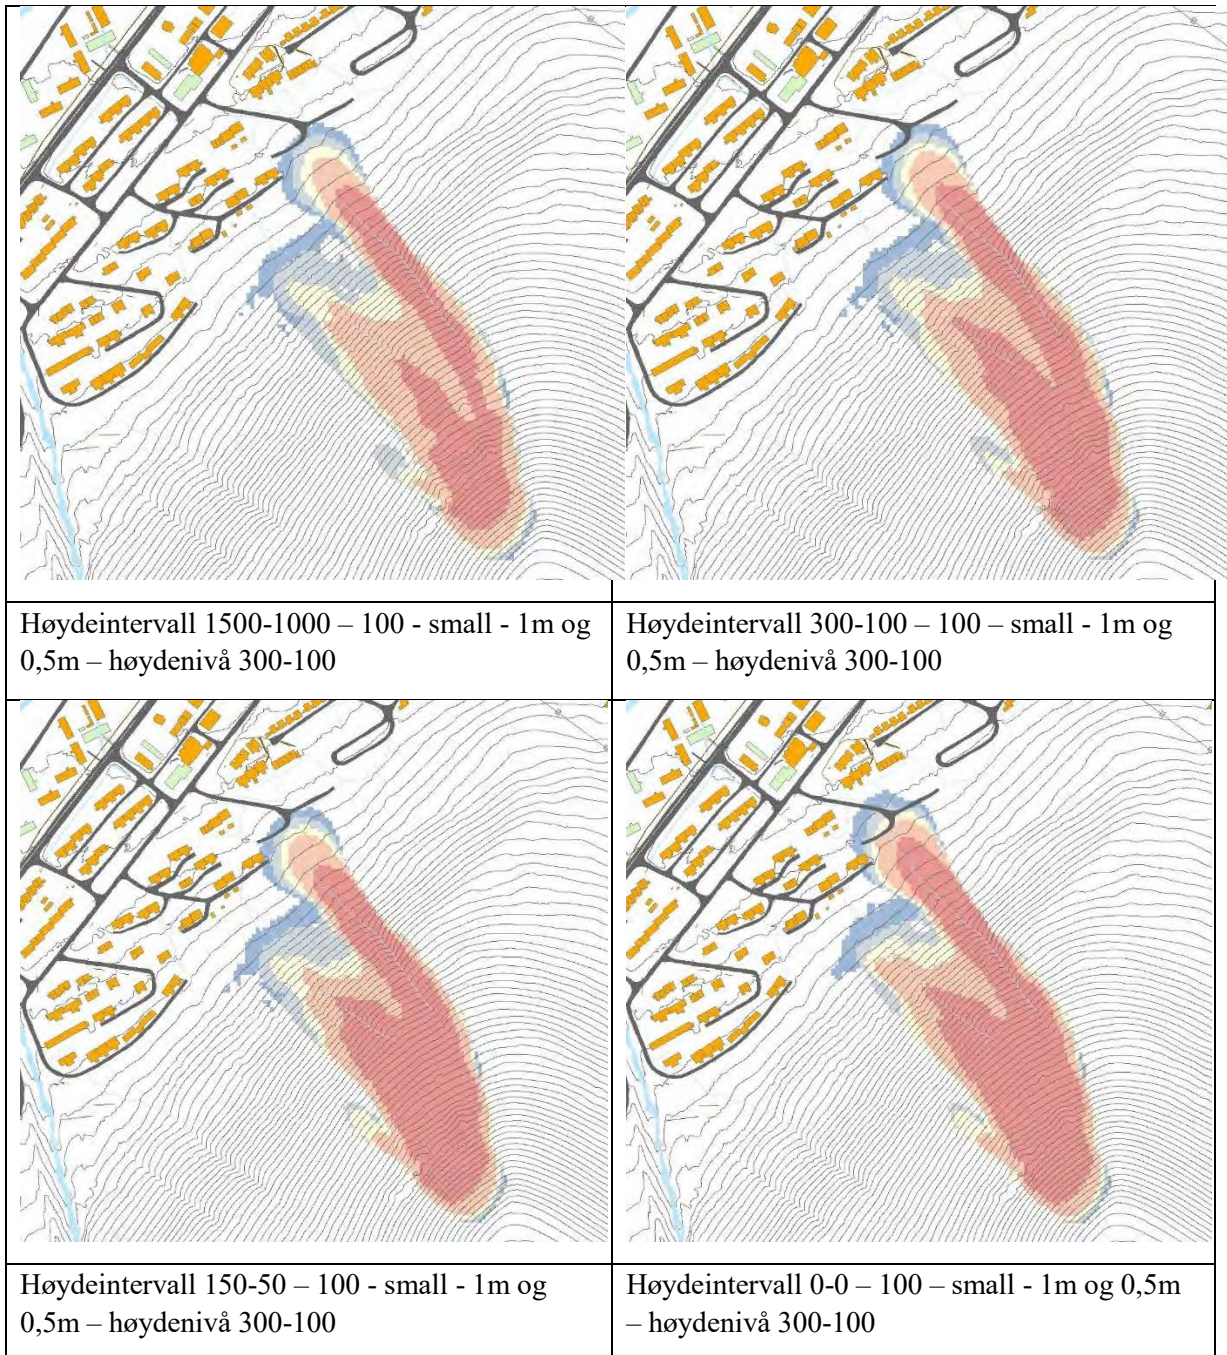 Høydeintervall 1500-1000 – 100 - small - 1m og
0,5m – høydenivå 300-100
Høydeintervall 300-100 – 100 – small - 1m og
0,5m – høydenivå 300-100
Høydeintervall 150-50 – 100 - small - 1m og
0,5m – høydenivå 300-100
Høydeintervall 0-0 – 100 – small - 1m og 0,5m
– høydenivå 300-100